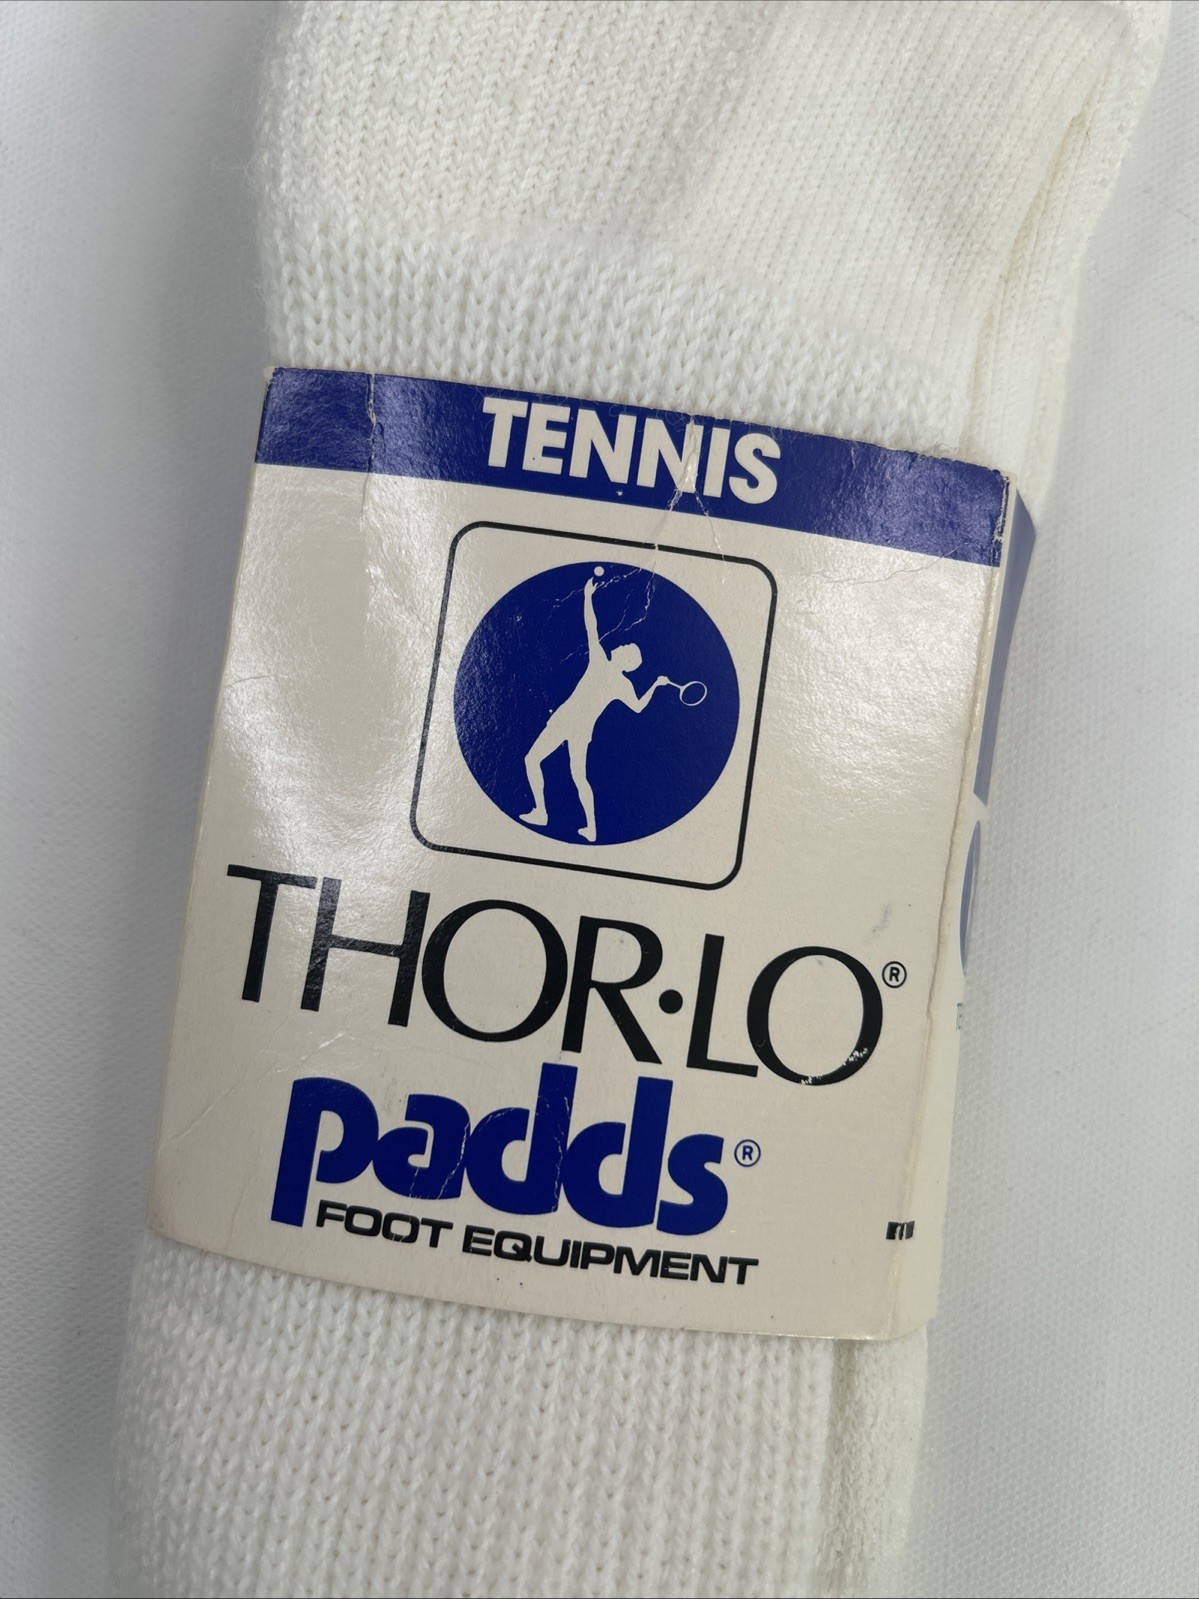 TENNIS
THOR·LO®
padds®
FOOT EQUIPMENT